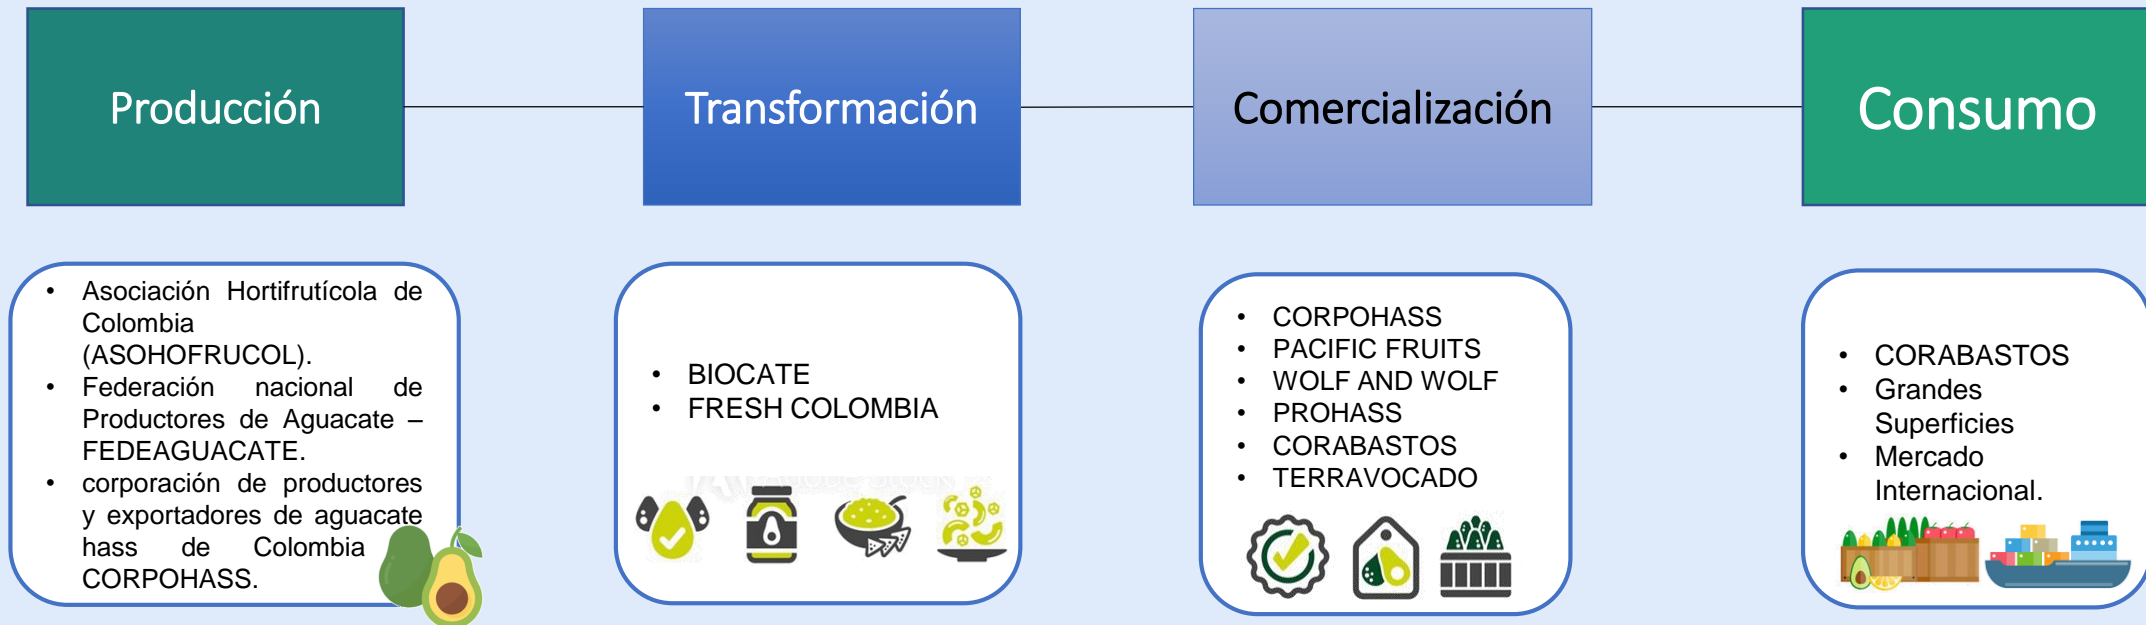 Producción
Transformación
Comercialización
Consumo
• Asociación Hortifrutícola de
Colombia
(ASOHOFRUCOL).
• Federación nacional de
Productores de Aguacate –
FEDEAGUACATE.
• corporación de productores
y exportadores de aguacate
hass de Colombia
CORPOHASS.
• BIOCATE
• FRESH COLOMBIA
• CORPOHASS
• PACIFIC FRUITS
• WOLF AND WOLF
• PROHASS
• CORABASTOS
• TERRAVOCADO
• CORABASTOS
• Grandes
Superficies
• Mercado
Internacional.